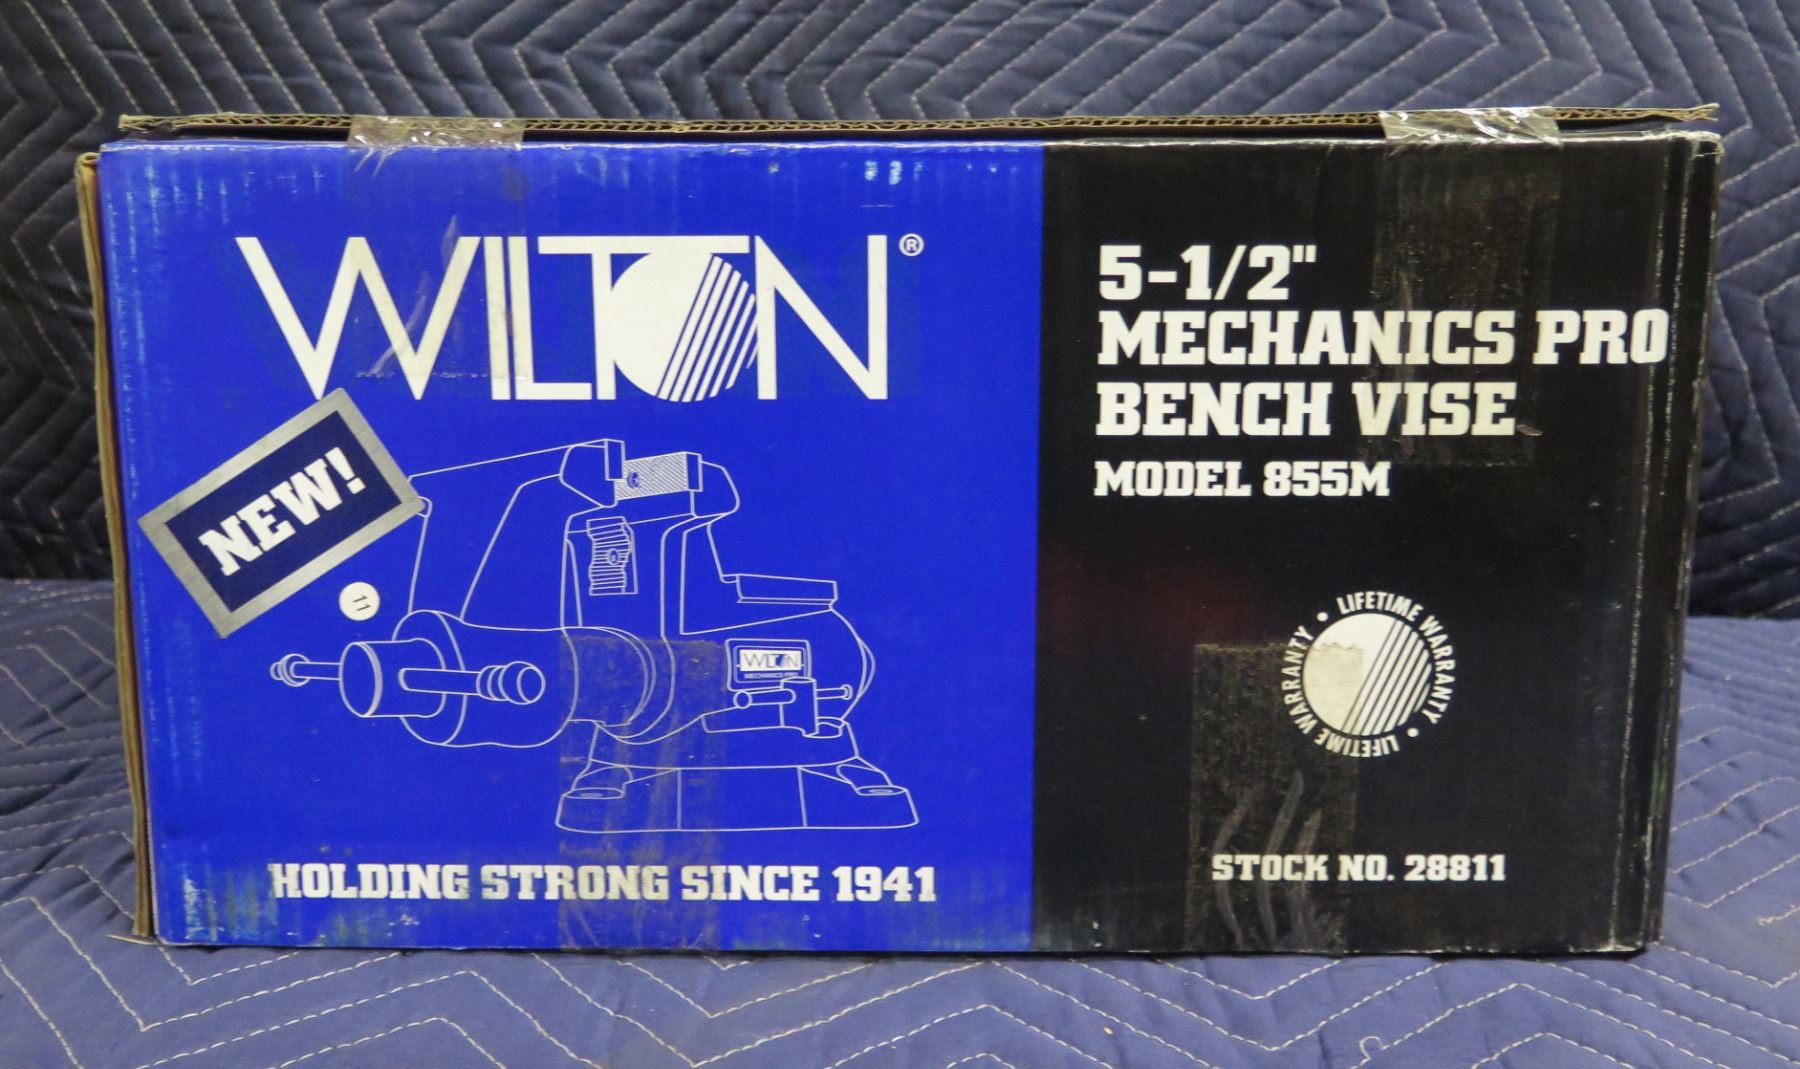 WILTON®
NEW!
11
WILTON
MECHANICS PRO
HOLDING STRONG SINCE 1941
5-1/2"
MECHANICS PRO
BENCH VISE
MODEL 855M
LIFETIME WARRANTY • LIFETIME WARRANTY •
STOCK NO. 28811